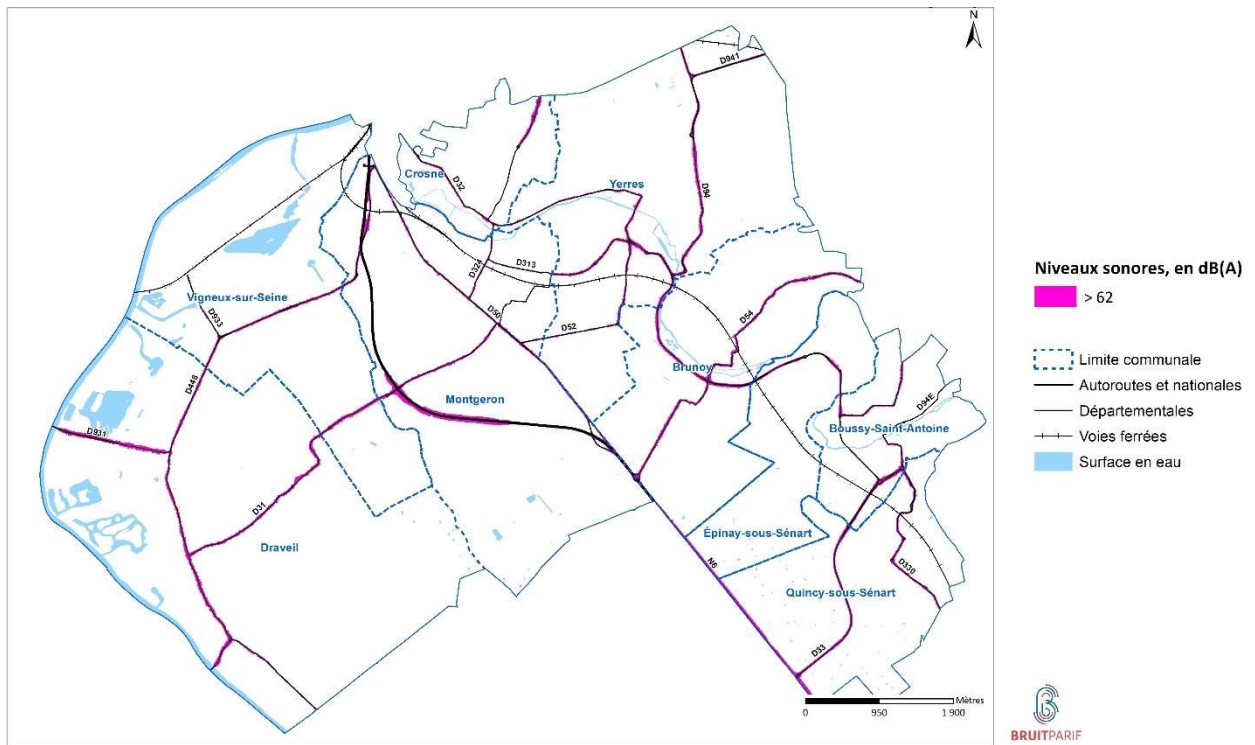 N
D941
Crosne
D32
Yerres
D94
D324
D313
Vigneux-sur-Seine
D933
D50
D52
D54
D448
Brunoy
Montgeron
D94E
D931
Boussy-Saint-Antoine
D31
Draveil
Épinay-sous-Sénart
N6
D330
Quincy-sous-Sénart
D33
Mètres
0 950 1 900
Niveaux sonores, en dB(A)
> 62
Limite communale
Autoroutes et nationales
Départementales
Voies ferrées
Surface en eau
BRUITPARIF